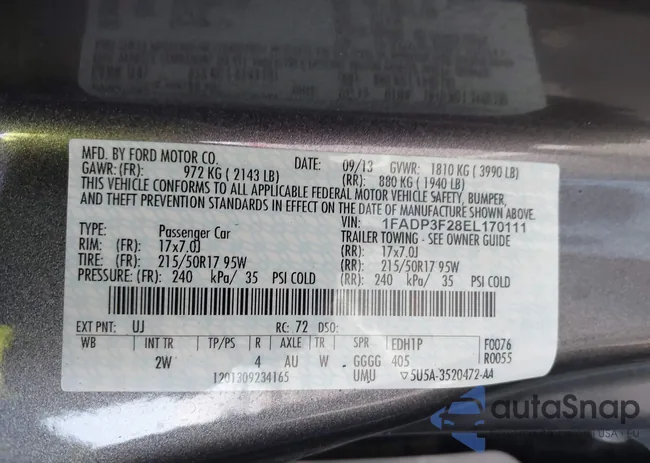 MFD. BY FORD MOTOR CO. DATE: 09/13 GVWR: 1810 KG ( 3990 LB)
GAWR: (FR): 972 KG ( 2143 LB) (RR): 880 KG ( 1940 LB)
THIS VEHICLE CONFORMS TO ALL APPLICABLE FEDERAL MOTOR VEHICLE SAFETY, BUMPER,
AND THEFT PREVENTION STANDARDS IN EFFECT ON THE DATE OF MANUFACTURE SHOWN ABOVE.
VIN: 1FADP3F28EL170111
TYPE: Passenger Car TRAILER TOWING - SEE OWNER GUIDE
RIM: (FR): 17x7.0J (RR): 17x7.0J
TIRE: (FR): 215/50R17 95W (RR): 215/50R17 95W
PRESSURE: (FR): 240 kPa/ 35 PSI COLD (RR): 240 kPa/ 35 PSI COLD
EXT PNT: UJ RC: 72 DSO:
WB INT TR TP/PS R AXLE TR SPR EDH1P F0076
2W 4 AU W . GGGG 405 R0055
1201309234165 UMU ▽5U5A-3520472-AA
autoSnap